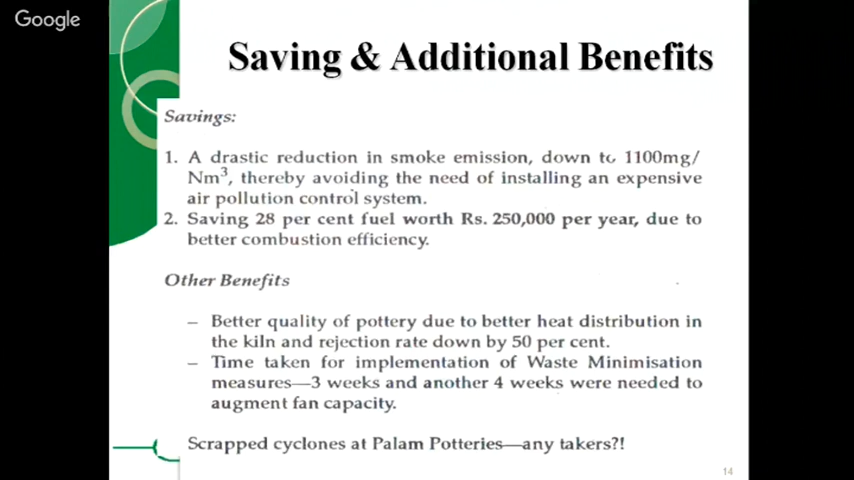 Google
Saving & Additional Benefits
Savings:
1. A drastic reduction in smoke emission, down to 1100mg/
Nm³, thereby avoiding the need of installing an expensive
air pollution control system.
2. Saving 28 per cent fuel worth Rs. 250,000 per year, due to
better combustion efficiency.
Other Benefits
– Better quality of pottery due to better heat distribution in
the kiln and rejection rate down by 50 per cent.
– Time taken for implementation of Waste Minimisation
measures—3 weeks and another 4 weeks were needed to
augment fan capacity.
Scrapped cyclones at Palam Potteries—any takers?!
14